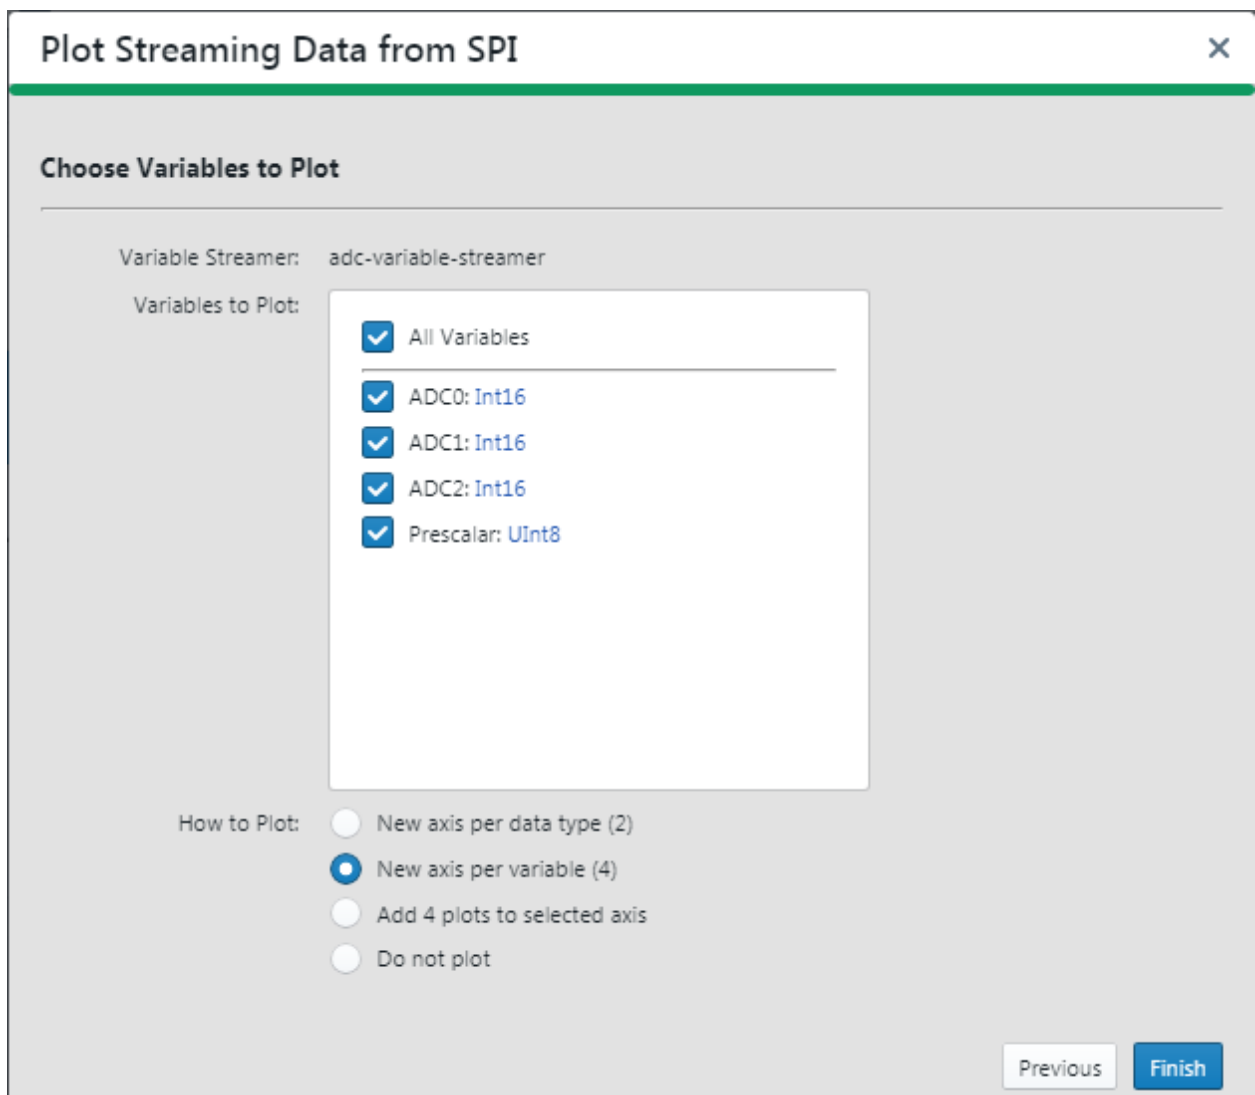 Plot Streaming Data from SPI
Choose Variables to Plot
Variable Streamer: adc-variable-streamer
Variables to Plot:
All Variables
ADC0: Int16
ADC1: Int16
ADC2: Int16
Prescalar: UInt8
How to Plot: New axis per data type (2)
New axis per variable (4)
Add 4 plots to selected axis
Do not plot
Previous Finish